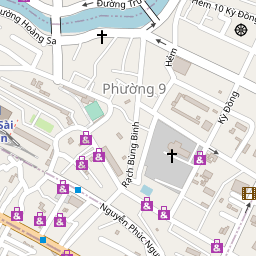 Đường Trư
Hẻm 10 Kỳ Đồng
ường Hoàng Sa
Hẻm
Phường 9
Kỳ Đồng
Sài
Rạch Bùng Binh
Nguyễn Phúc Ngu